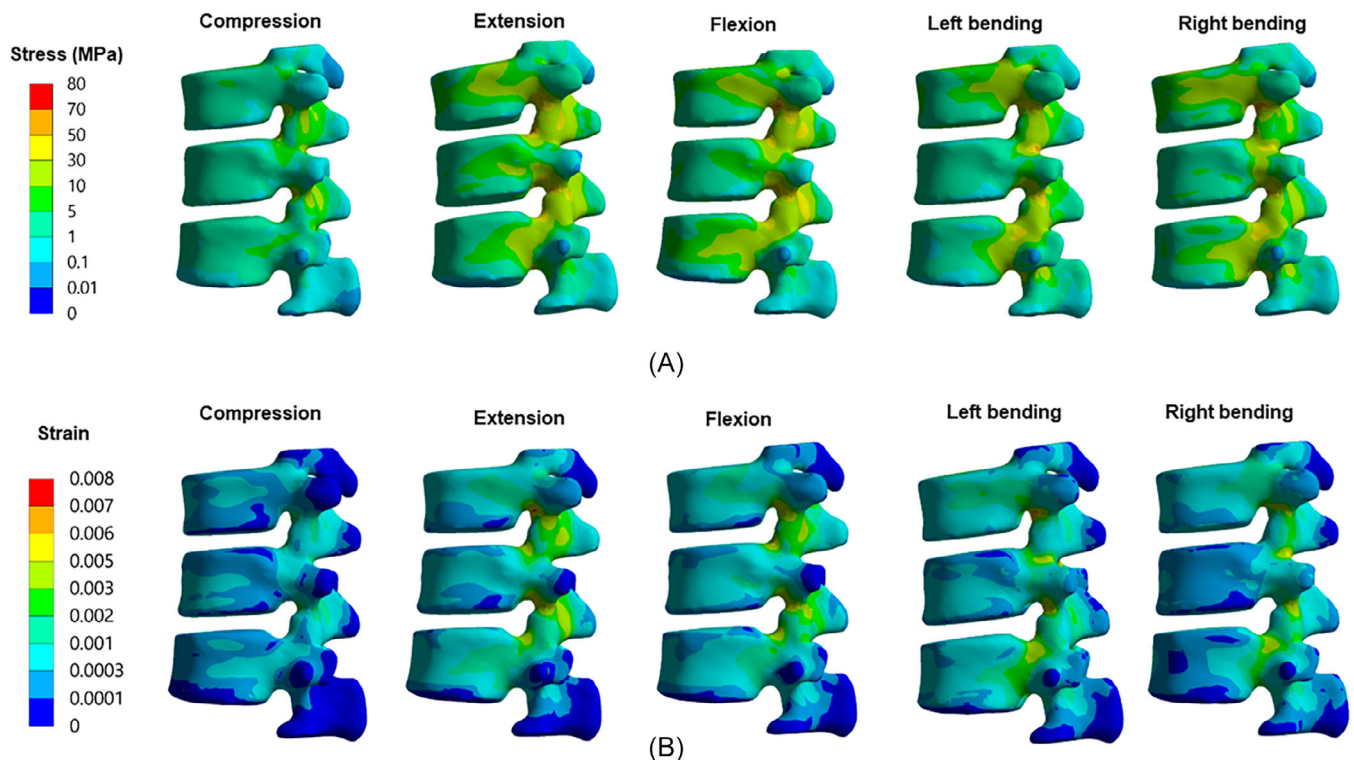 Compression
Extension
Flexion
Left bending
Right bending
Stress (MPa)
80
70
50
30
10
5
1
0.1
0.01
0
(A)
Compression
Extension
Flexion
Left bending
Right bending
Strain
0.008
0.007
0.006
0.005
0.003
0.002
0.001
0.0003
0.0001
0
(B)